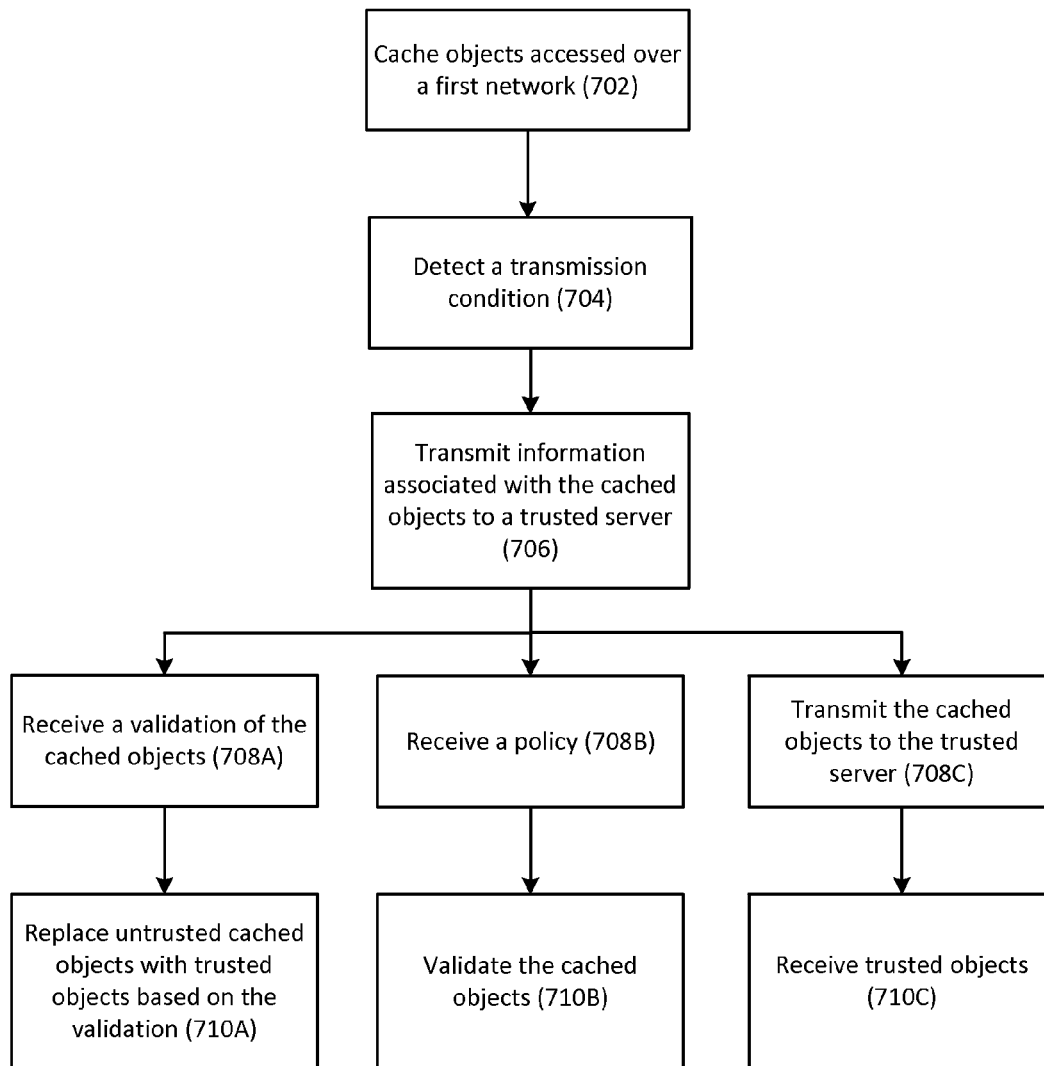 Cache objects accessed over
a first network (702)
Detect a transmission
condition (704)
Transmit information
associated with the cached
objects to a trusted server
(706)
Receive a validation of the
cached objects (708A)
Receive a policy (708B)
Transmit the cached
objects to the trusted
server (708C)
Replace untrusted cached
objects with trusted
objects based on the
validation (710A)
Validate the cached
objects (710B)
Receive trusted objects
(710C)